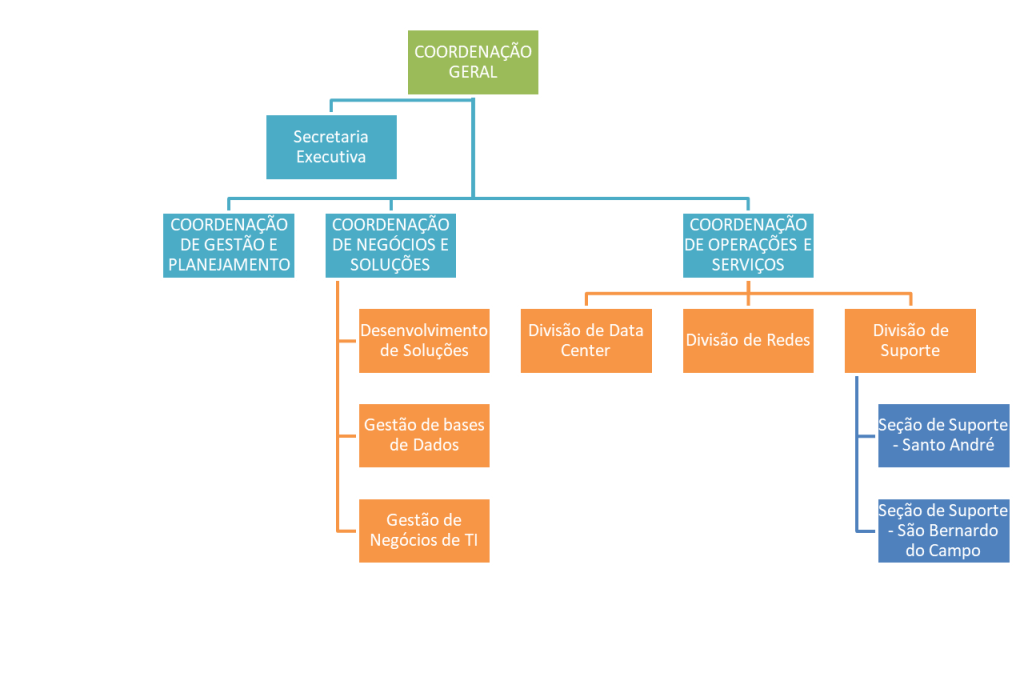 COORDENAÇÃO
GERAL
Secretaria
Executiva
COORDENAÇÃO
DE GESTÃO E
PLANEJAMENTO
COORDENAÇÃO
DE NEGÓCIOS E
SOLUÇÕES
COORDENAÇÃO
DE OPERAÇÕES E
SERVIÇOS
Desenvolvimento
de Soluções
Divisão de Data
Center
Divisão de Redes
Divisão de
Suporte
Gestão de bases
de Dados
Seção de Suporte
- Santo André
Gestão de
Negócios de TI
Seção de Suporte
- São Bernardo
do Campo